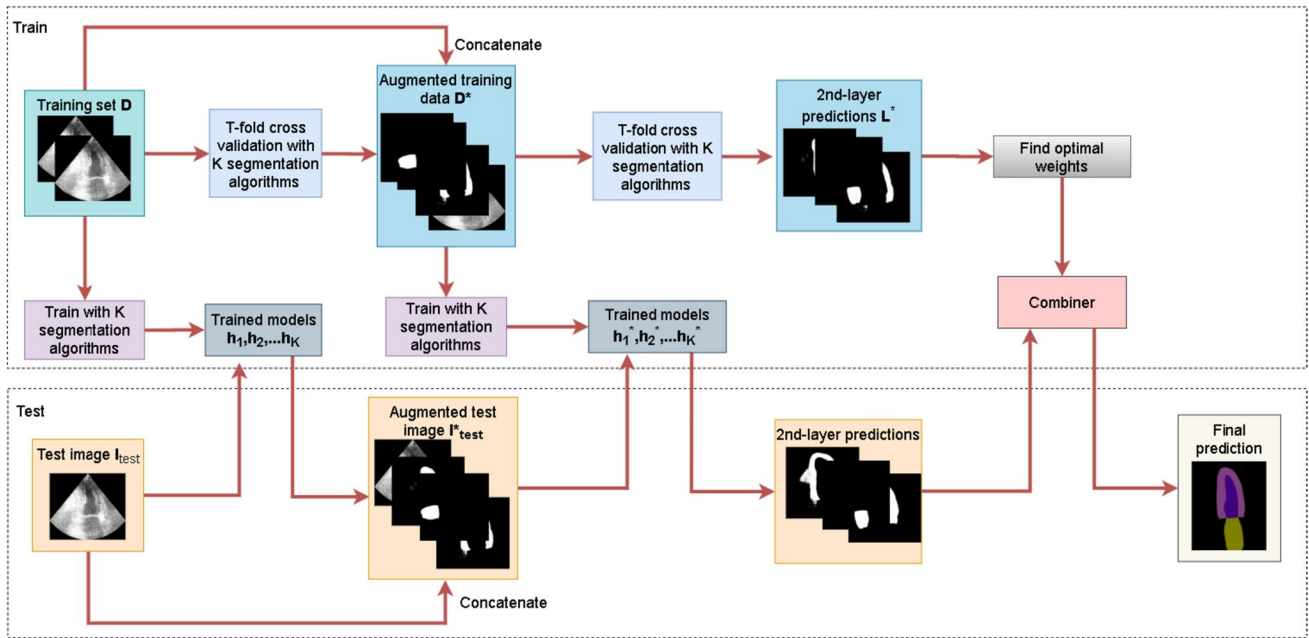 Train
Concatenate
Training set D
T-fold cross
validation with
K segmentation
algorithms
Augmented training
data D*
T-fold cross
validation with K
segmentation
algorithms
2nd-layer
predictions L*
Find optimal
weights
Train with K
segmentation
algorithms
Trained models
h1,h2,...hK
Train with K
segmentation
algorithms
Trained models
h1*,h2*,...hK*
Combiner
Test
Test image Itest
Augmented test
image I*test
Concatenate
2nd-layer predictions
Final
prediction